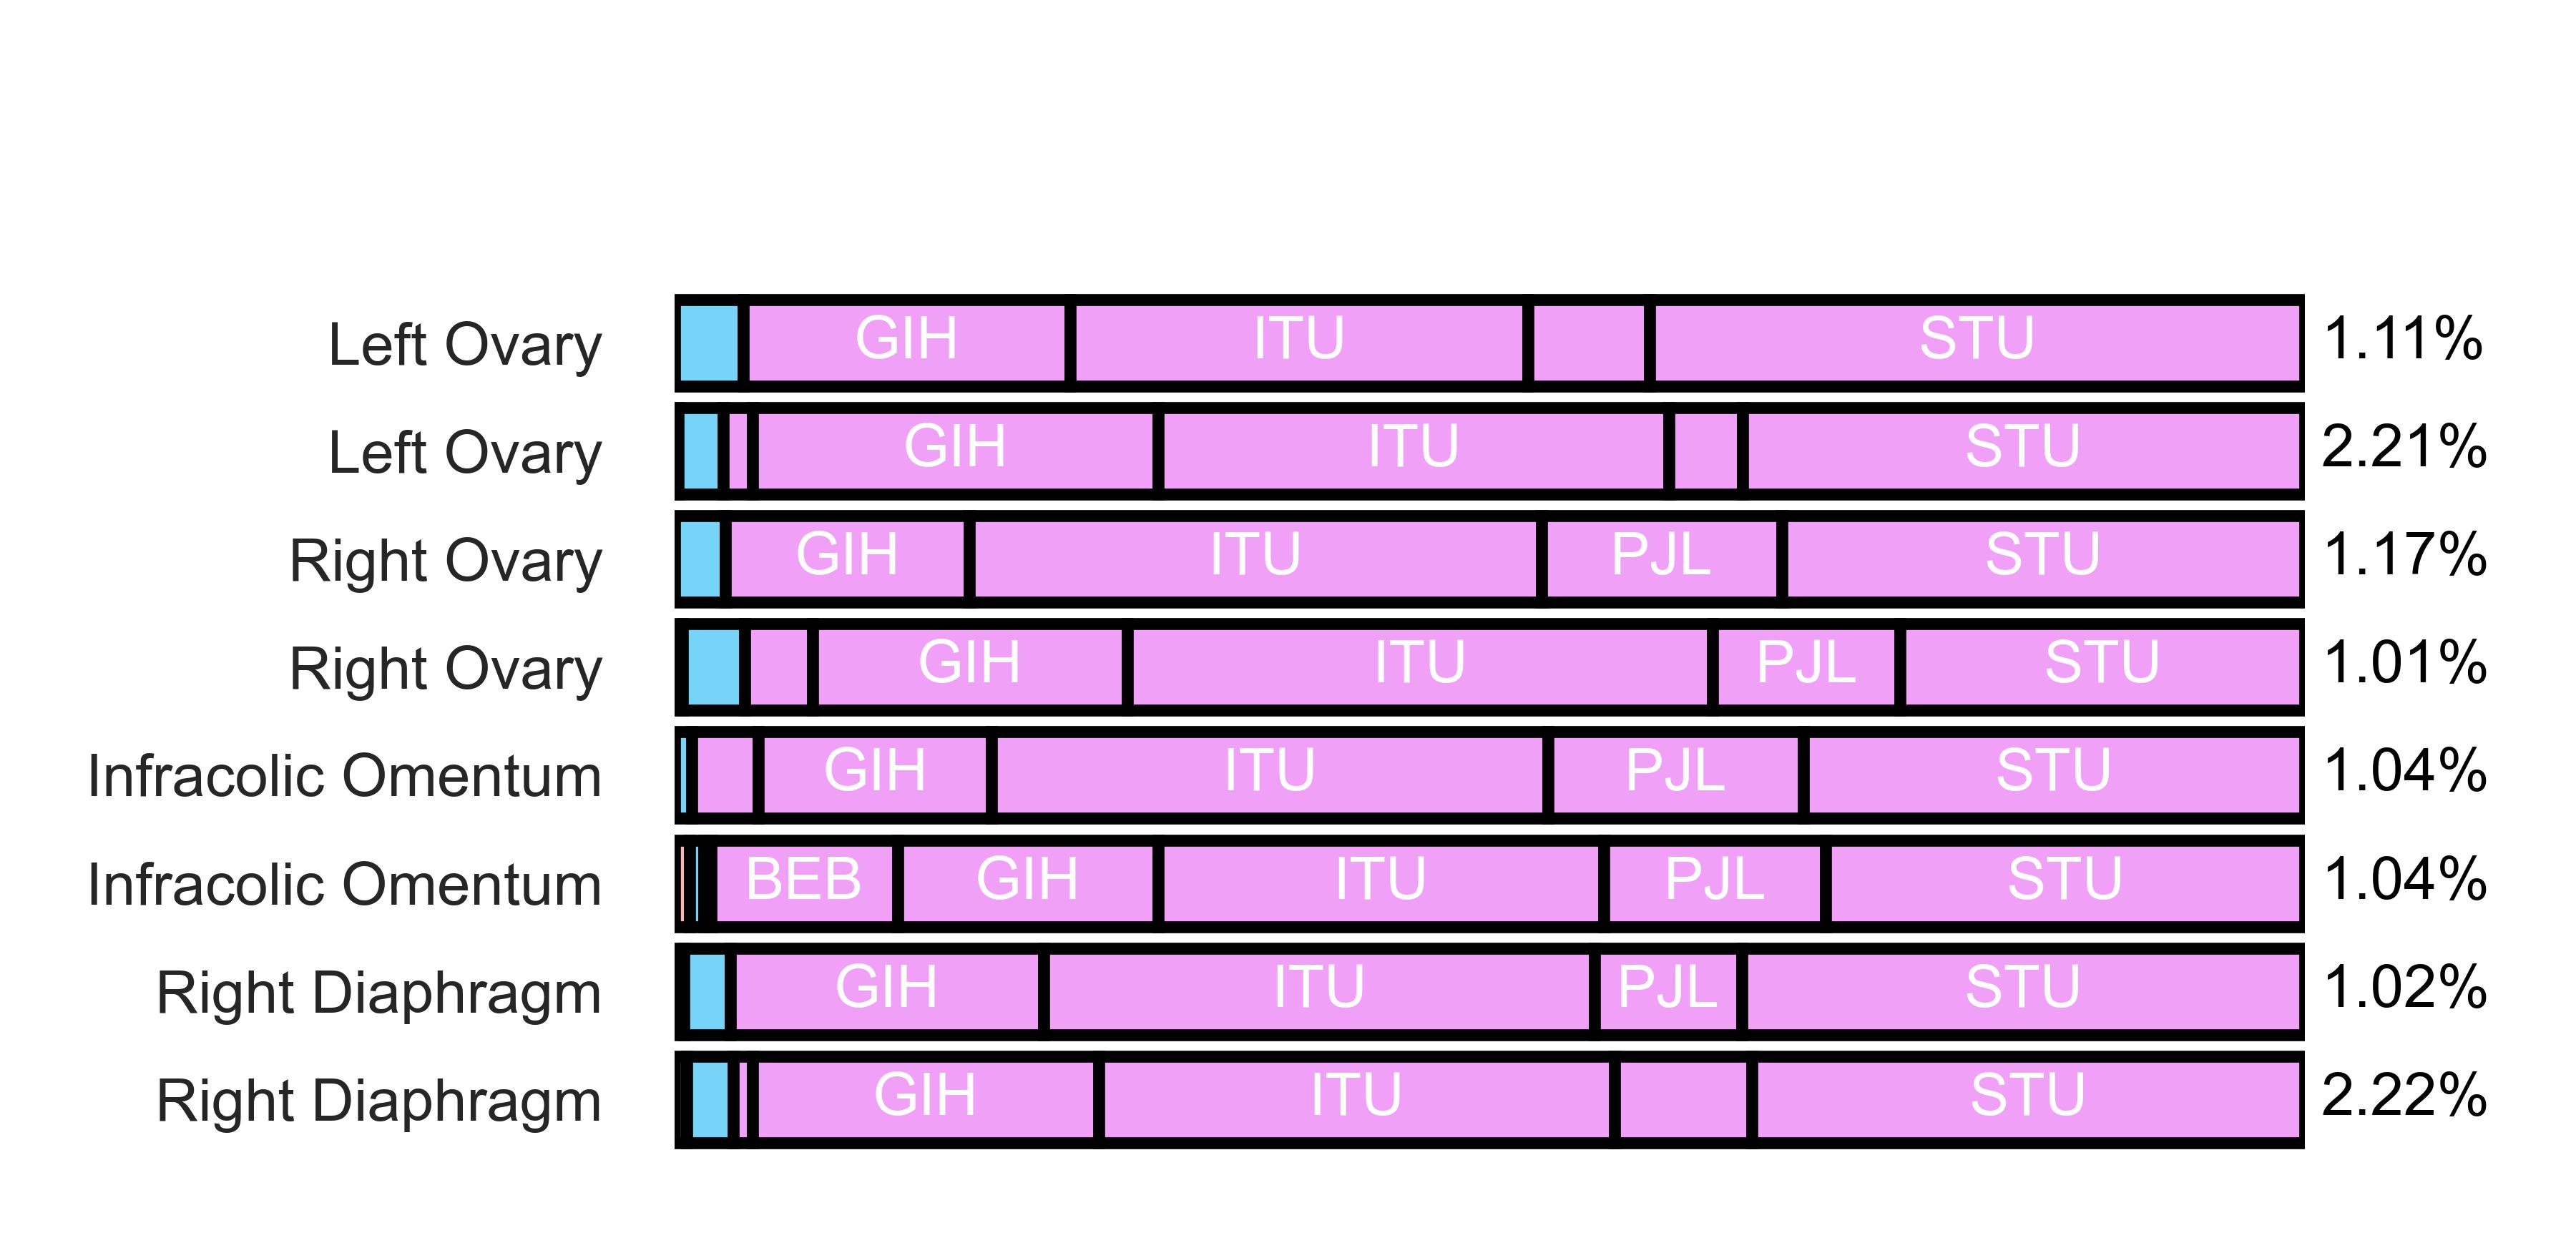 Left Ovary GIH ITU STU 1.11%
Left Ovary GIH ITU STU 2.21%
Right Ovary GIH ITU PJL STU 1.17%
Right Ovary GIH ITU PJL STU 1.01%
Infracolic Omentum GIH ITU PJL STU 1.04%
Infracolic Omentum BEB GIH ITU PJL STU 1.04%
Right Diaphragm GIH ITU PJL STU 1.02%
Right Diaphragm GIH ITU STU 2.22%